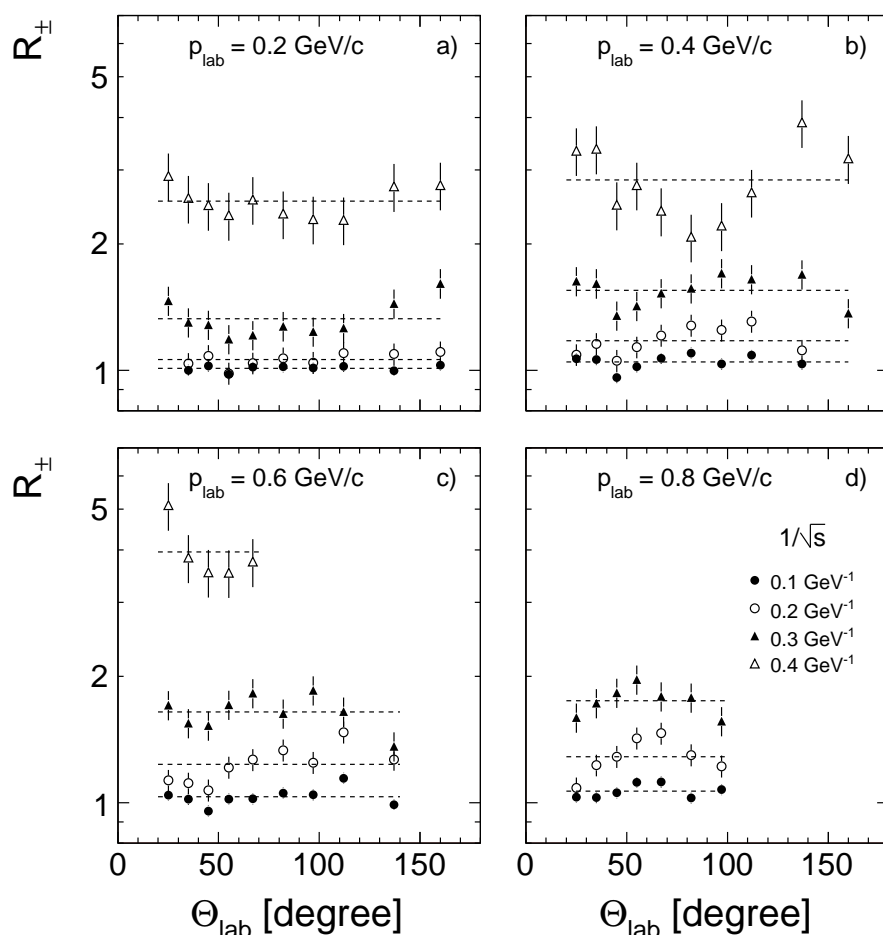 R±
p_lab = 0.2 GeV/c a)
p_lab = 0.4 GeV/c b)
5
2
1
R±
p_lab = 0.6 GeV/c c)
p_lab = 0.8 GeV/c d)
5
2
1
1/√s
0.1 GeV⁻¹
0.2 GeV⁻¹
0.3 GeV⁻¹
0.4 GeV⁻¹
0 50 100 150 0 50 100 150
Θ_lab [degree] Θ_lab [degree]